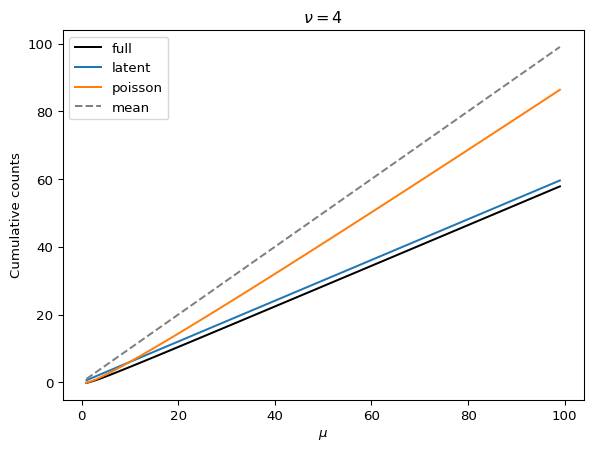 ν = 4
full
latent
poisson
mean
Cumulative counts
100
80
60
40
20
0
0 20 40 60 80 100
μ